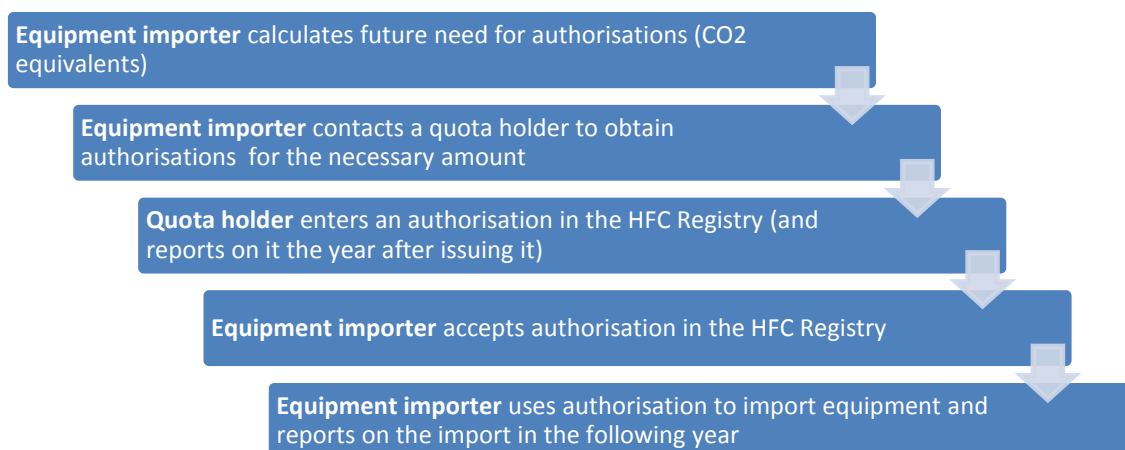 Equipment importer calculates future need for authorisations (CO2
equivalents)
Equipment importer contacts a quota holder to obtain
authorisations for the necessary amount
Quota holder enters an authorisation in the HFC Registry (and
reports on it the year after issuing it)
Equipment importer accepts authorisation in the HFC Registry
Equipment importer uses authorisation to import equipment and
reports on the import in the following year